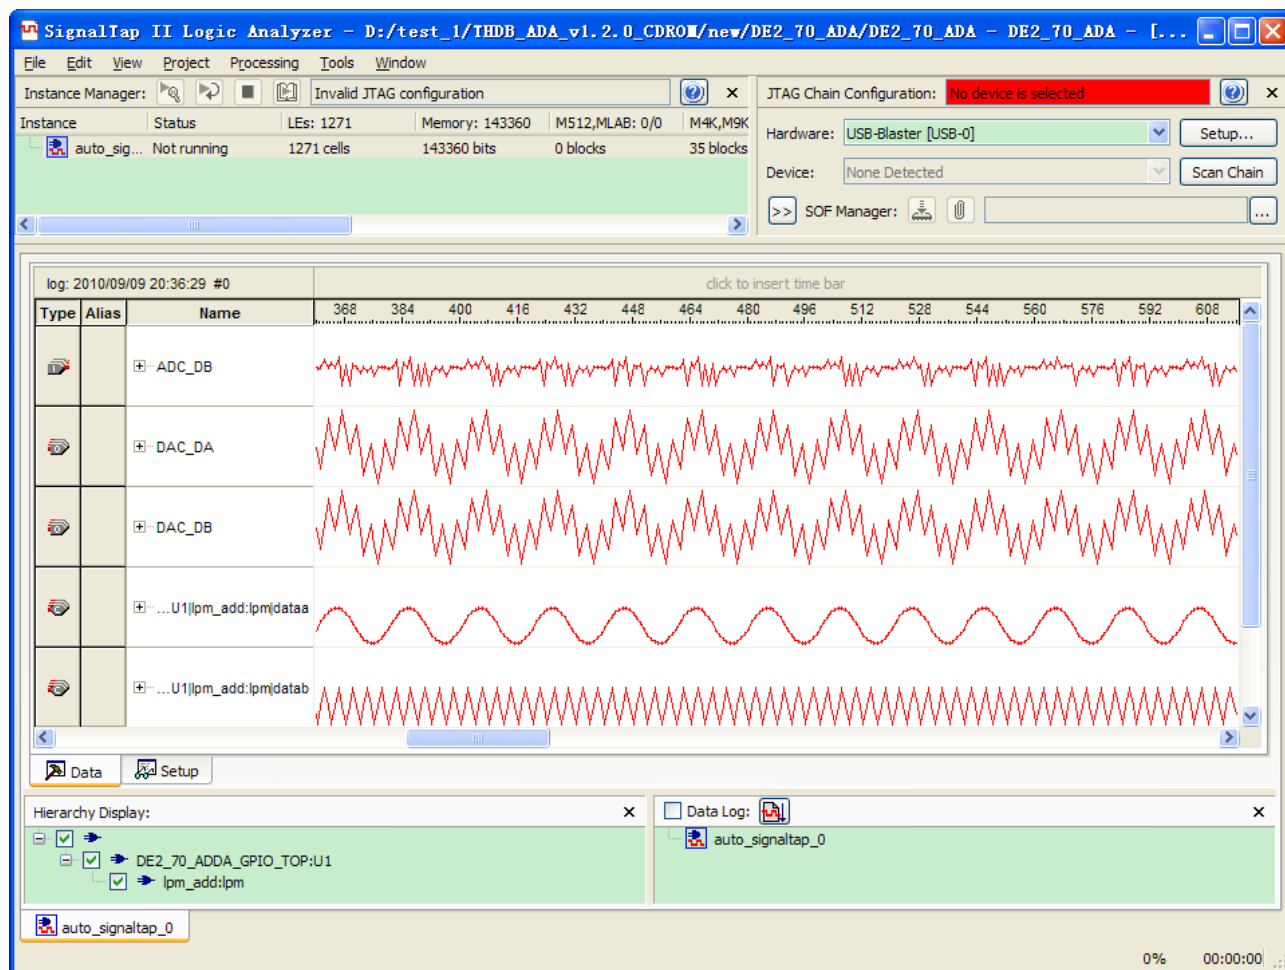 SignalTap II Logic Analyzer - D:/test_1/THDB_ADA_v1.2.0_CDROM/new/DE2_70_ADA/DE2_70_ADA - DE2_70_ADA - [...
File Edit View Project Processing Tools Window
Instance Manager: Invalid JTAG configuration
Instance Status LEs: 1271 Memory: 143360 M512,MLAB: 0/0 M4K,M9K
auto_sig... Not running 1271 cells 143360 bits 0 blocks 35 blocks
JTAG Chain Configuration: No device is selected
Hardware: USB-Blaster [USB-0] Setup...
Device: None Detected Scan Chain
>> SOF Manager: ...
log: 2010/09/09 20:36:29 #0 click to insert time bar
Type Alias Name 368 384 400 416 432 448 464 480 496 512 528 544 560 576 592 608
ADC_DB
DAC_DA
DAC_DB
...U1|lpm_add:lpm|dataa
...U1|lpm_add:lpm|datab
Data Setup
Hierarchy Display:
DE2_70_ADDA_GPIO_TOP:U1
lpm_add:lpm
Data Log:
auto_signaltap_0
auto_signaltap_0
0% 00:00:00